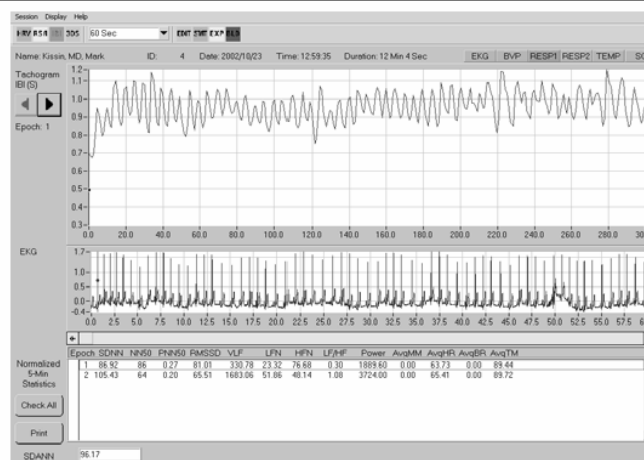 Session Display Help
HRV RSA DDS 60 Sec EDIT SMT EXP
Name: Kissin, MD, Mark ID: 4 Date: 2002/10/23 Time: 12:59:35 Duration: 12 Min 4 Sec EKG BVP RESP1 RESP2 TEMP SC
Tachogram
IBI (S)
Epoch: 1
1.2
1.1
1.0
0.9
0.8
0.7
0.6
0.5
0.4
0.3
0.0 20.0 40.0 60.0 80.0 100.0 120.0 140.0 160.0 180.0 200.0 220.0 240.0 260.0 280.0 30
EKG
1.7
1.0
0.5
0.0
-0.4
0.0 2.5 5.0 7.5 10.0 12.5 15.0 17.5 20.0 22.5 25.0 27.5 30.0 32.5 35.0 37.5 40.0 42.5 45.0 47.5 50.0 52.5 55.0 57.5 60
Normalized
5-Min
Statistics
Epoch SDNN NN50 PNN50 RMSSD VLF LFN HFN LF/HF Power AvgMM AvgHR AvgBR AvgTM
1 86.92 86 0.27 81.01 330.78 23.32 76.68 0.30 1889.60 0.00 63.73 0.00 89.44
2 105.43 64 0.20 65.51 1683.06 51.86 48.14 1.08 3724.00 0.00 65.41 0.00 89.72
Check All
Print
SDANN 96.17